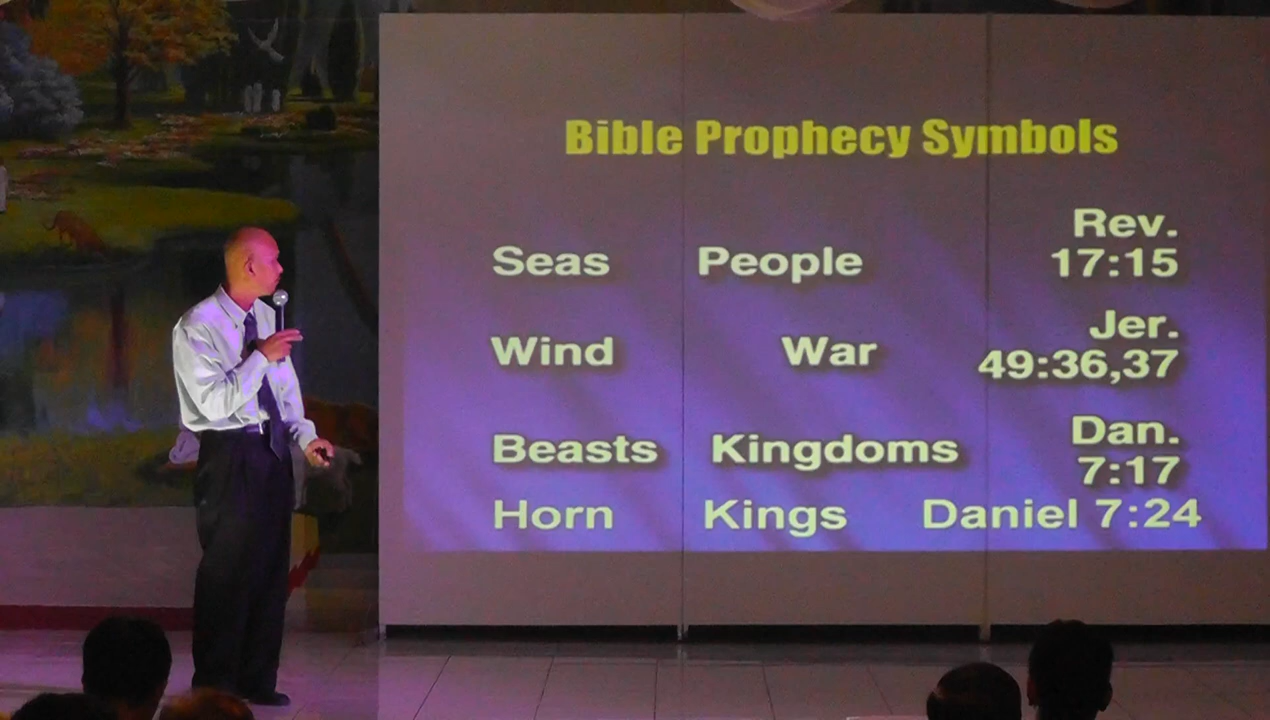 Bible Prophecy Symbols
Seas People Rev. 17:15
Wind War Jer. 49:36,37
Beasts Kingdoms Dan. 7:17
Horn Kings Daniel 7:24